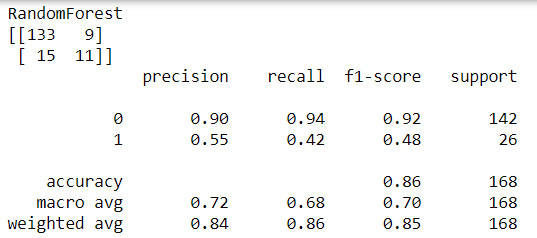 RandomForest
[[133   9]
 [ 15  11]]
              precision    recall  f1-score   support

           0       0.90      0.94      0.92       142
           1       0.55      0.42      0.48        26

    accuracy                           0.86       168
   macro avg       0.72      0.68      0.70       168
weighted avg       0.84      0.86      0.85       168